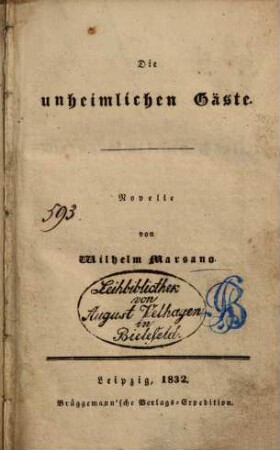 Die
unheimlichen Gäste.
Novelle
593
von
Wilhelm Marsano.
Leihbibliothek
von
August Velhagen
in
Bielefeld.
Leipzig, 1832.
Brüggemann'sche Verlags-Expedition.